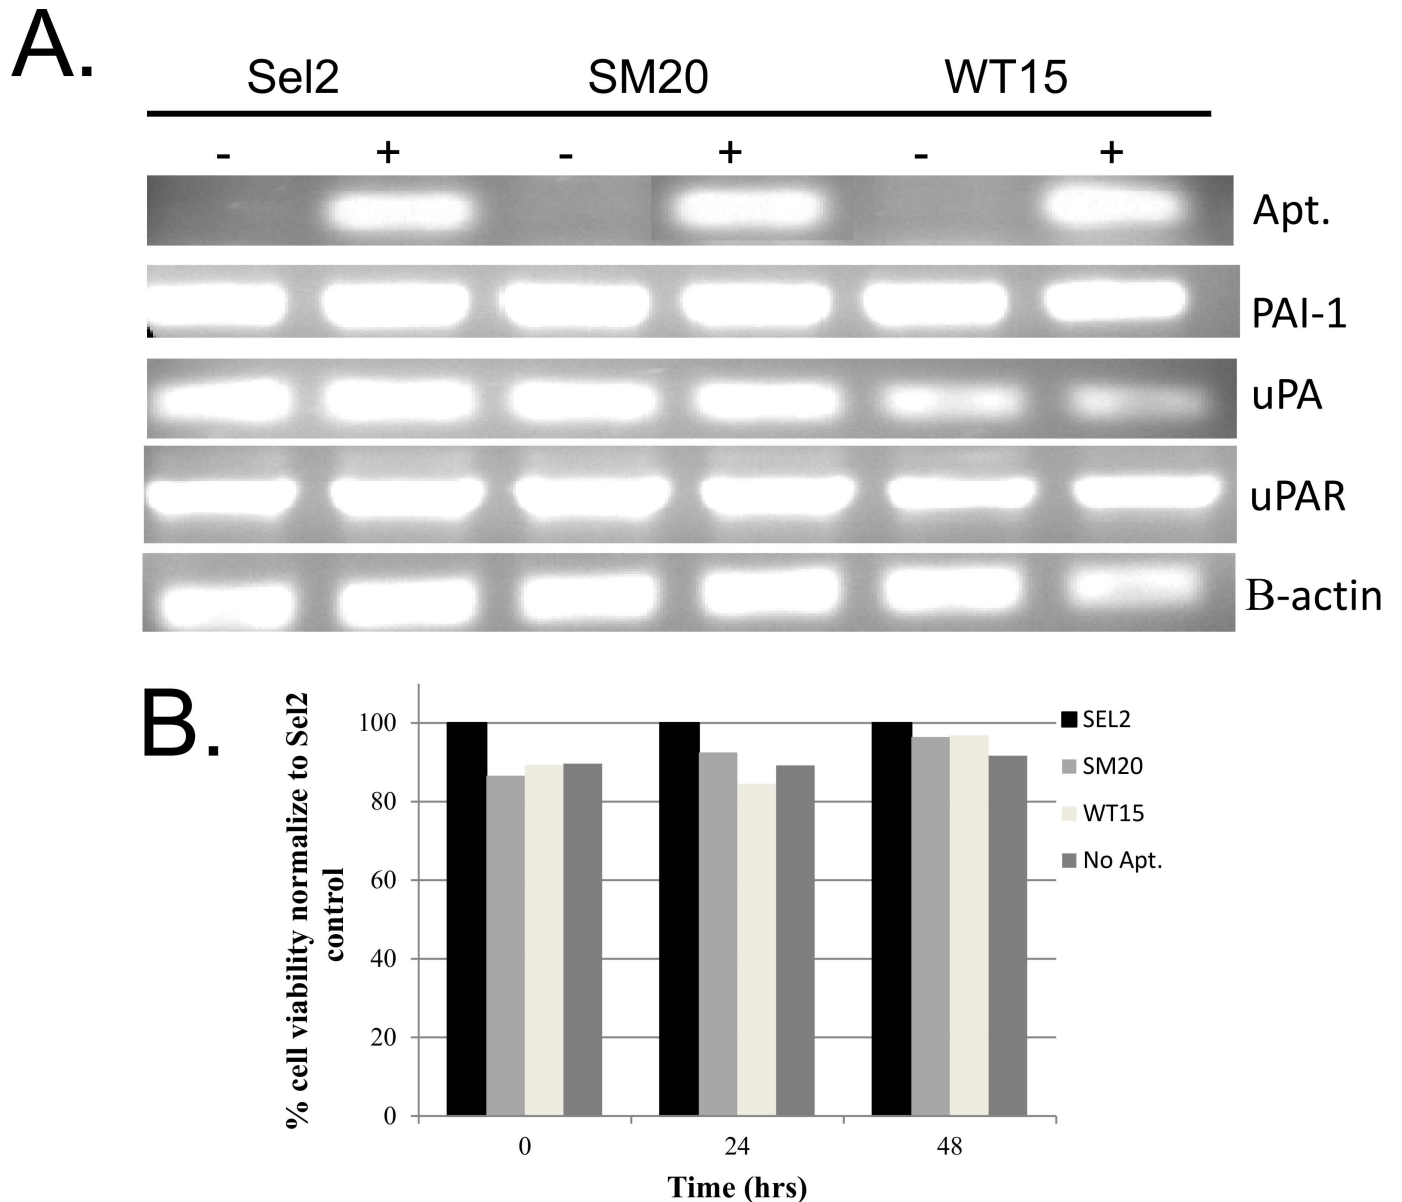 A.
Sel2 SM20 WT15
- + - + - +
Apt.
PAI-1
uPA
uPAR
B-actin
B.
% cell viability normalize to Sel2
control
100
80
60
40
20
0
0 24 48
Time (hrs)
SEL2
SM20
WT15
No Apt.